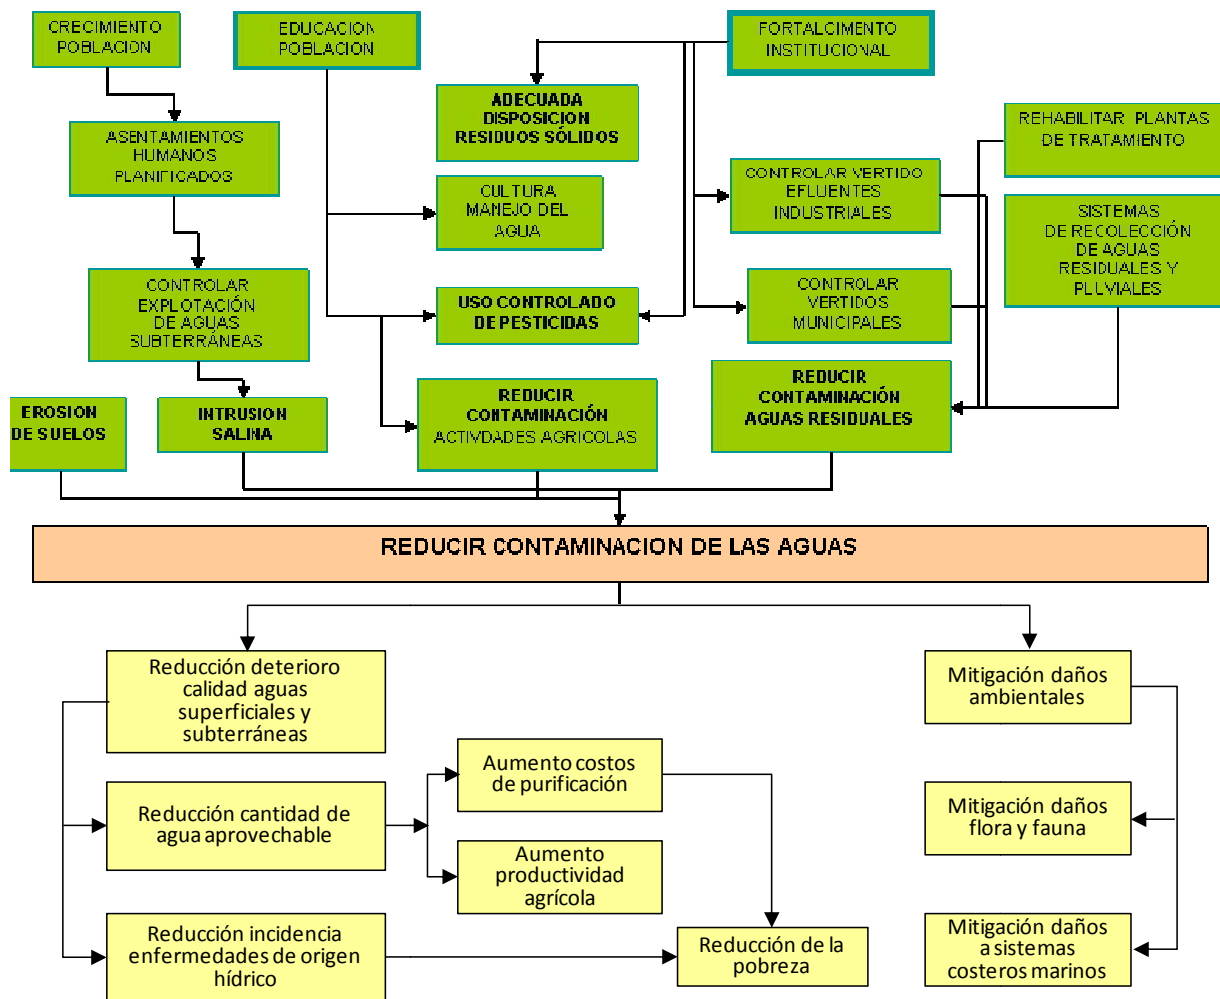 CRECIMIENTO
POBLACION
EDUCACION
POBLACION
FORTALCIMENTO
INSTITUCIONAL
ADECUADA
DISPOSICION
RESIDUOS SÓLIDOS
REHABILITAR PLANTAS
DE TRATAMIENTO
ASENTAMIENTOS
HUMANOS
PLANIFICADOS
CULTURA
MANEJO DEL
AGUA
CONTROLAR VERTIDO
EFLUENTES
INDUSTRIALES
SISTEMAS
DE RECOLECCIÓN
DE AGUAS
RESIDUALES Y
PLUVIALES
CONTROLAR
EXPLOTACIÓN
DE AGUAS
SUBTERRÁNEAS
USO CONTROLADO
DE PESTICIDAS
CONTROLAR
VERTIDOS
MUNICIPALES
EROSION
DE SUELOS
INTRUSION
SALINA
REDUCIR
CONTAMINACIÓN
ACTIVDADES AGRICOLAS
REDUCIR
CONTAMINACIÓN
AGUAS RESIDUALES
REDUCIR CONTAMINACION DE LAS AGUAS
Reducción deterioro
calidad aguas
superficiales y
subterráneas
Mitigación daños
ambientales
Aumento costos
de purificación
Reducción cantidad de
agua aprovechable
Mitigación daños
flora y fauna
Aumento
productividad
agrícola
Reducción incidencia
enfermedades de origen
hídrico
Reducción de la
pobreza
Mitigación daños
a sistemas
costeros marinos